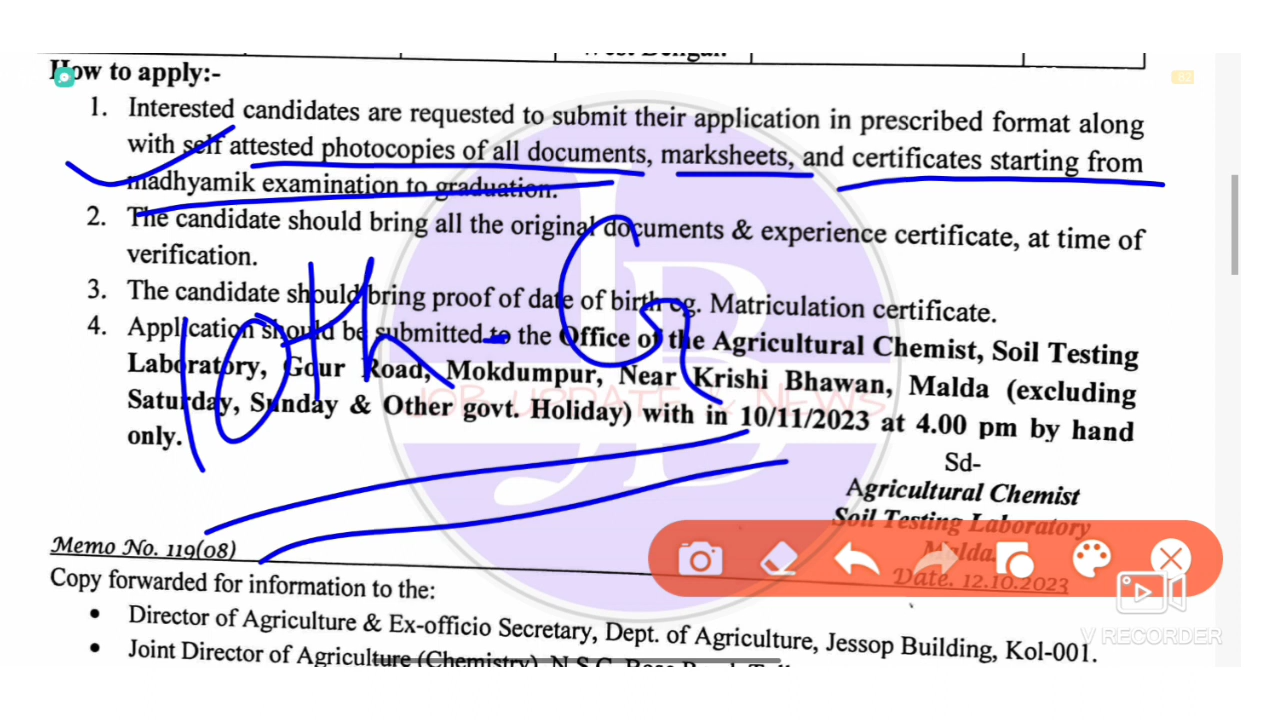 How to apply:-
1. Interested candidates are requested to submit their application in prescribed format along
with self attested photocopies of all documents, marksheets, and certificates starting from
madhyamik examination to graduation.
2. The candidate should bring all the original documents & experience certificate, at time of
verification.
3. The candidate should bring proof of date of birth eg. Matriculation certificate.
4. Application should be submitted to the Office of the Agricultural Chemist, Soil Testing
Laboratory, Gour Road, Mokdumpur, Near Krishi Bhawan, Malda (excluding
Saturday, Sunday & Other govt. Holiday) with in 10/11/2023 at 4.00 pm by hand
only.
10th
JOB UPDATE & NEWS
Sd-
Agricultural Chemist
Soil Testing Laboratory
Malda.
Memo No. 119(08)
Date. 12.10.2023
Copy forwarded for information to the:
• Director of Agriculture & Ex-officio Secretary, Dept. of Agriculture, Jessop Building, Kol-001.
• Joint Director of Agriculture (Chemistry),
V RECORDER